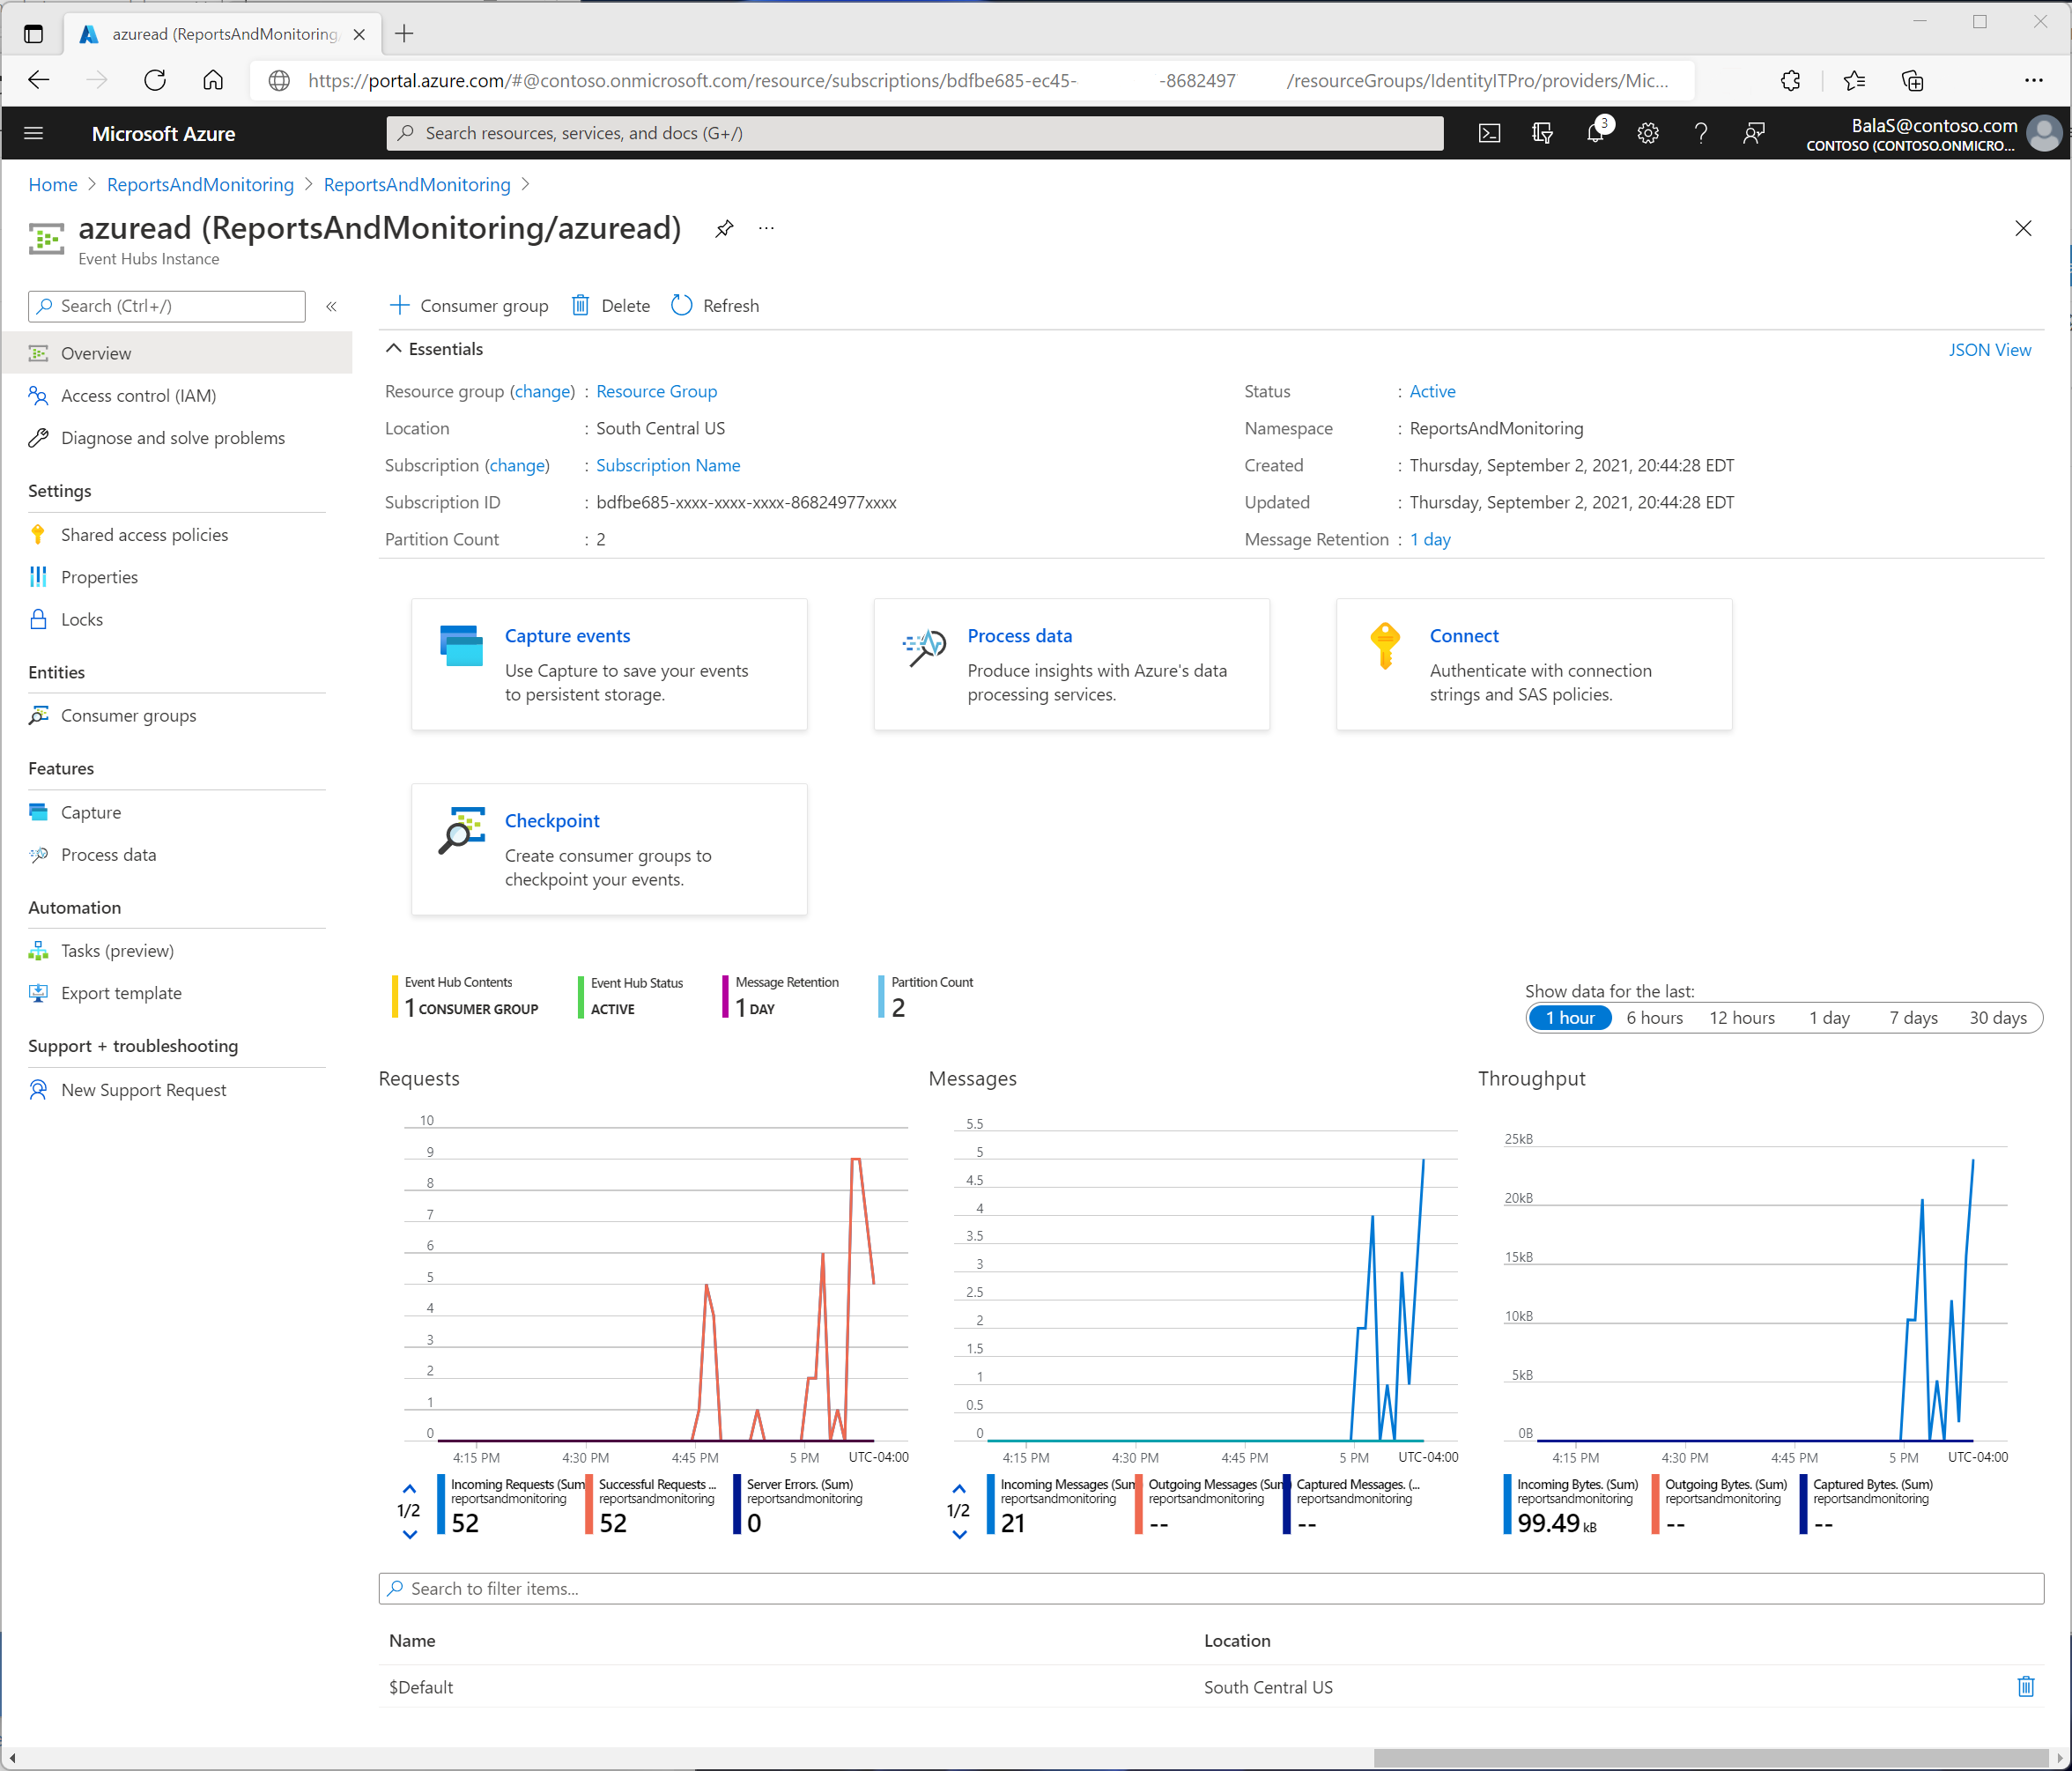 azuread (ReportsAndMonitoring
https://portal.azure.com/#@contoso.onmicrosoft.com/resource/subscriptions/bdfbe685-ec45- -8682497 /resourceGroups/IdentityITPro/providers/Mic...
Microsoft Azure
Search resources, services, and docs (G+/)
3
BalaS@contoso.com
CONTOSO (CONTOSO.ONMICRO...
Home > ReportsAndMonitoring > ReportsAndMonitoring >
azuread (ReportsAndMonitoring/azuread)
Event Hubs Instance
Search (Ctrl+/)
Overview
Access control (IAM)
Diagnose and solve problems
Settings
Shared access policies
Properties
Locks
Entities
Consumer groups
Features
Capture
Process data
Automation
Tasks (preview)
Export template
Support + troubleshooting
New Support Request
Consumer group Delete Refresh
Essentials
JSON View
Resource group (change) : Resource Group
Location : South Central US
Subscription (change) : Subscription Name
Subscription ID : bdfbe685-xxxx-xxxx-xxxx-86824977xxxx
Partition Count : 2
Status : Active
Namespace : ReportsAndMonitoring
Created : Thursday, September 2, 2021, 20:44:28 EDT
Updated : Thursday, September 2, 2021, 20:44:28 EDT
Message Retention : 1 day
Capture events
Use Capture to save your events
to persistent storage.
Process data
Produce insights with Azure's data
processing services.
Connect
Authenticate with connection
strings and SAS policies.
Checkpoint
Create consumer groups to
checkpoint your events.
Event Hub Contents
1 CONSUMER GROUP
Event Hub Status
ACTIVE
Message Retention
1 DAY
Partition Count
2
Show data for the last:
1 hour 6 hours 12 hours 1 day 7 days 30 days
Requests
10
9
8
7
6
5
4
3
2
1
0
4:15 PM 4:30 PM 4:45 PM 5 PM UTC-04:00
1/2
Incoming Requests (Sum
reportsandmonitoring
52
Successful Requests ...
reportsandmonitoring
52
Server Errors. (Sum)
reportsandmonitoring
0
Messages
5.5
5
4.5
4
3.5
3
2.5
2
1.5
1
0.5
0
4:15 PM 4:30 PM 4:45 PM 5 PM UTC-04:00
1/2
Incoming Messages (Sum
reportsandmonitoring
21
Outgoing Messages (Sum
reportsandmonitoring
--
Captured Messages. (...
reportsandmonitoring
--
Throughput
25kB
20kB
15kB
10kB
5kB
0B
4:15 PM 4:30 PM 4:45 PM 5 PM UTC-04:00
Incoming Bytes. (Sum)
reportsandmonitoring
99.49 kB
Outgoing Bytes. (Sum)
reportsandmonitoring
--
Captured Bytes. (Sum)
reportsandmonitoring
--
Search to filter items...
Name Location
$Default South Central US